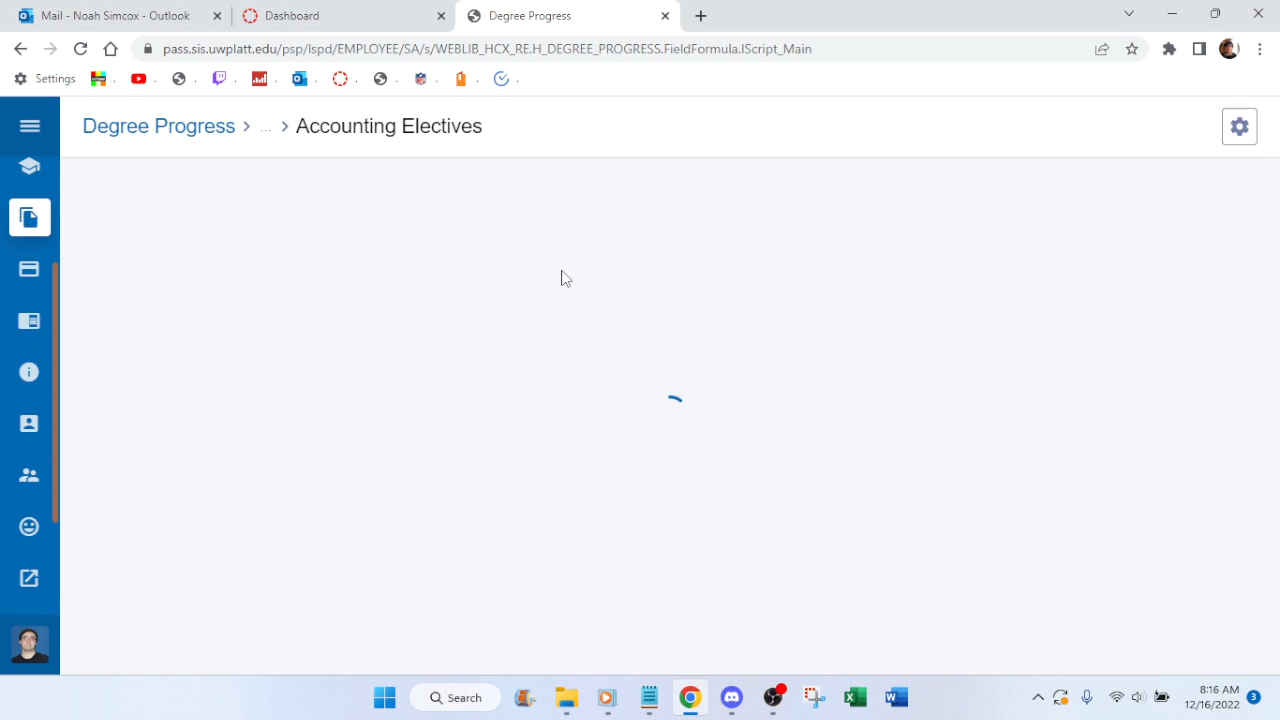 Mail - Noah Simcox - Outlook
Dashboard
Degree Progress
pass.sis.uwplatt.edu/psp/lspd/EMPLOYEE/SA/s/WEBLIB_HCX_RE.H_DEGREE_PROGRESS.FieldFormula.IScript_Main
Settings
Degree Progress > ... > Accounting Electives
Search
8:16 AM
12/16/2022
3